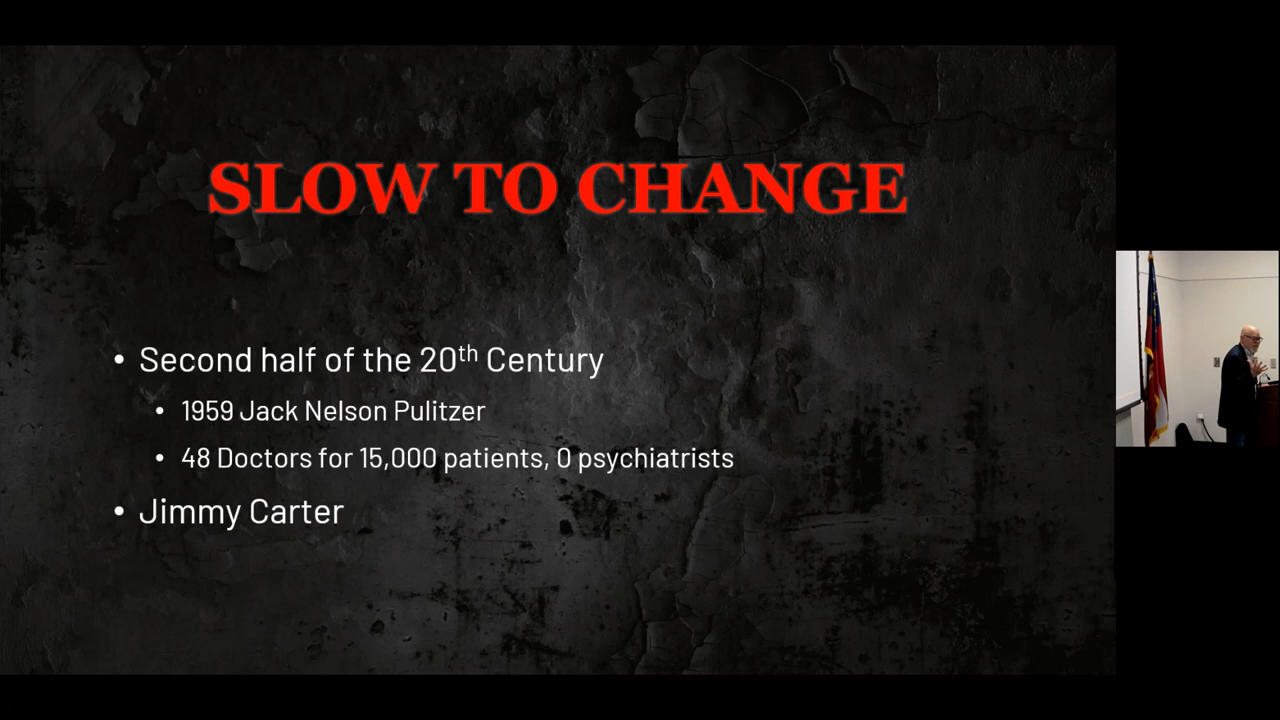 SLOW TO CHANGE
• Second half of the 20th Century
• 1959 Jack Nelson Pulitzer
• 48 Doctors for 15,000 patients, 0 psychiatrists
• Jimmy Carter